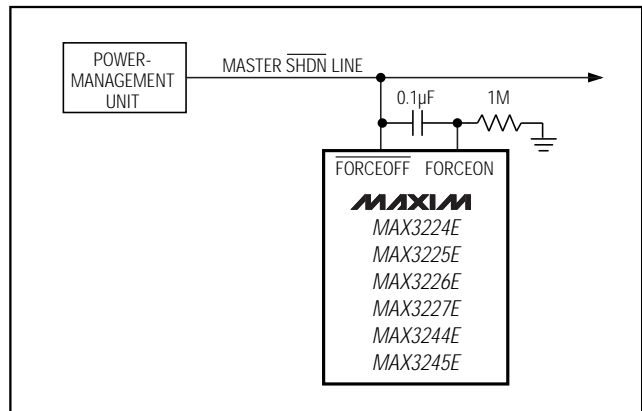 POWER-
MANAGEMENT
UNIT
MASTER SHDN LINE
0.1µF
1M
FORCEOFF FORCEON
MAXIM
MAX3224E
MAX3225E
MAX3226E
MAX3227E
MAX3244E
MAX3245E